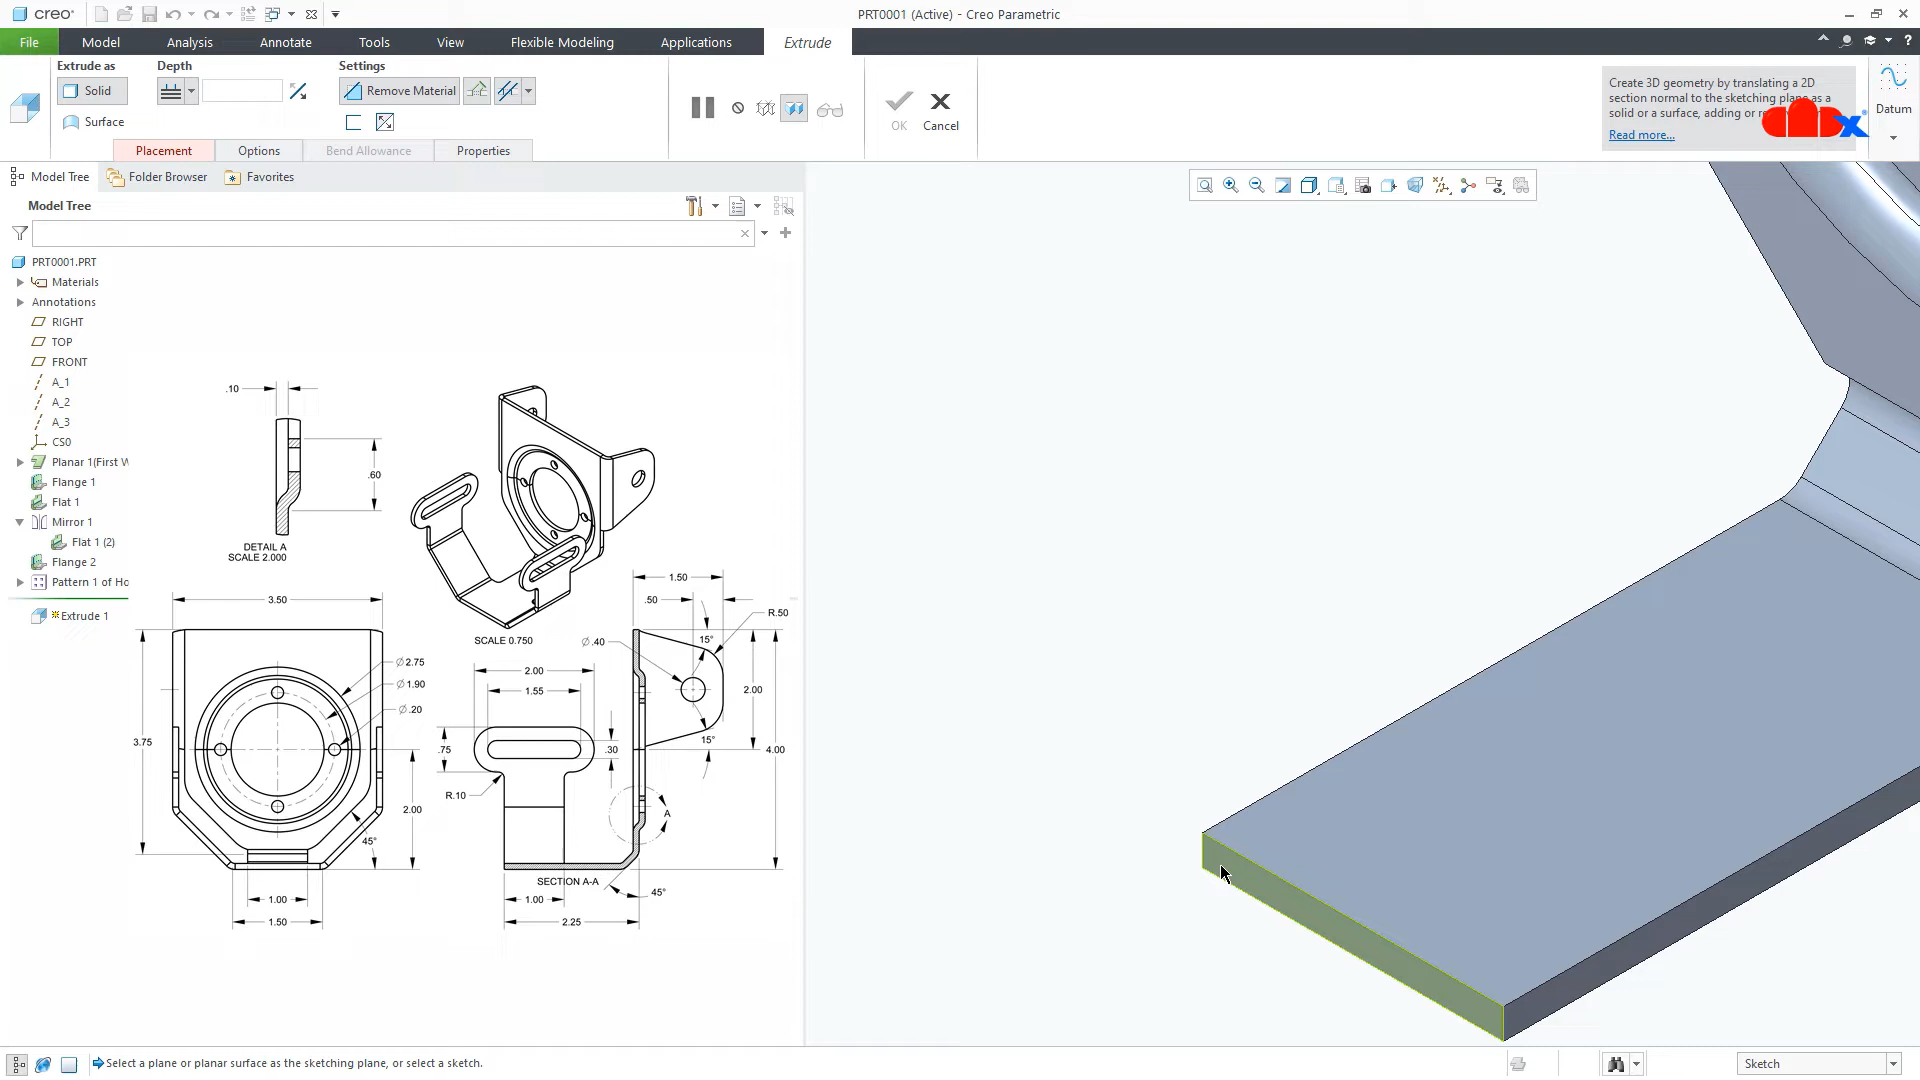 creo
PRT0001 (Active) - Creo Parametric
File
Model
Analysis
Annotate
Tools
View
Flexible Modeling
Applications
Extrude
Extrude as
Solid
Surface
Depth
Settings
Remove Material
OK
Cancel
Create 3D geometry by translating a 2D
section normal to the sketching plane as a
solid or a surface, adding or
Read more...
Datum
Placement
Options
Bend Allowance
Properties
Model Tree
Folder Browser
Favorites
Model Tree
PRT0001.PRT
Materials
Annotations
RIGHT
TOP
FRONT
A_1
A_2
A_3
CS0
Planar 1(First W
Flange 1
Flat 1
Mirror 1
Flat 1 (2)
Flange 2
Pattern 1 of Ho
Extrude 1
.10
.60
DETAIL A
SCALE 2.000
SCALE 0.750
3.50
Ø2.75
Ø1.90
Ø.20
3.75
2.00
45°
1.00
1.50
2.00
1.55
.75
.30
R.10
1.50
.50
R.50
Ø.40
15°
2.00
15°
4.00
A
SECTION A-A
45°
1.00
2.25
Select a plane or planar surface as the sketching plane, or select a sketch.
Sketch